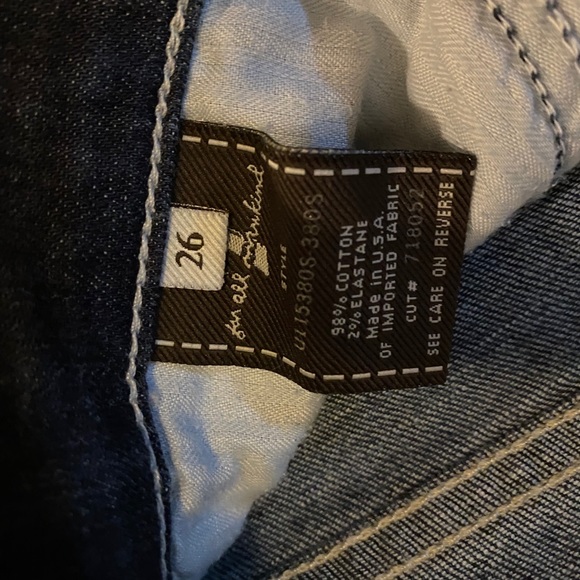 26
for all
7
mankind
STYLE
U115380S-380S
98% COTTON
2% ELASTANE
Made in U.S.A.
OF IMPORTED FABRIC
CUT# 718052
SEE CARE ON REVERSE